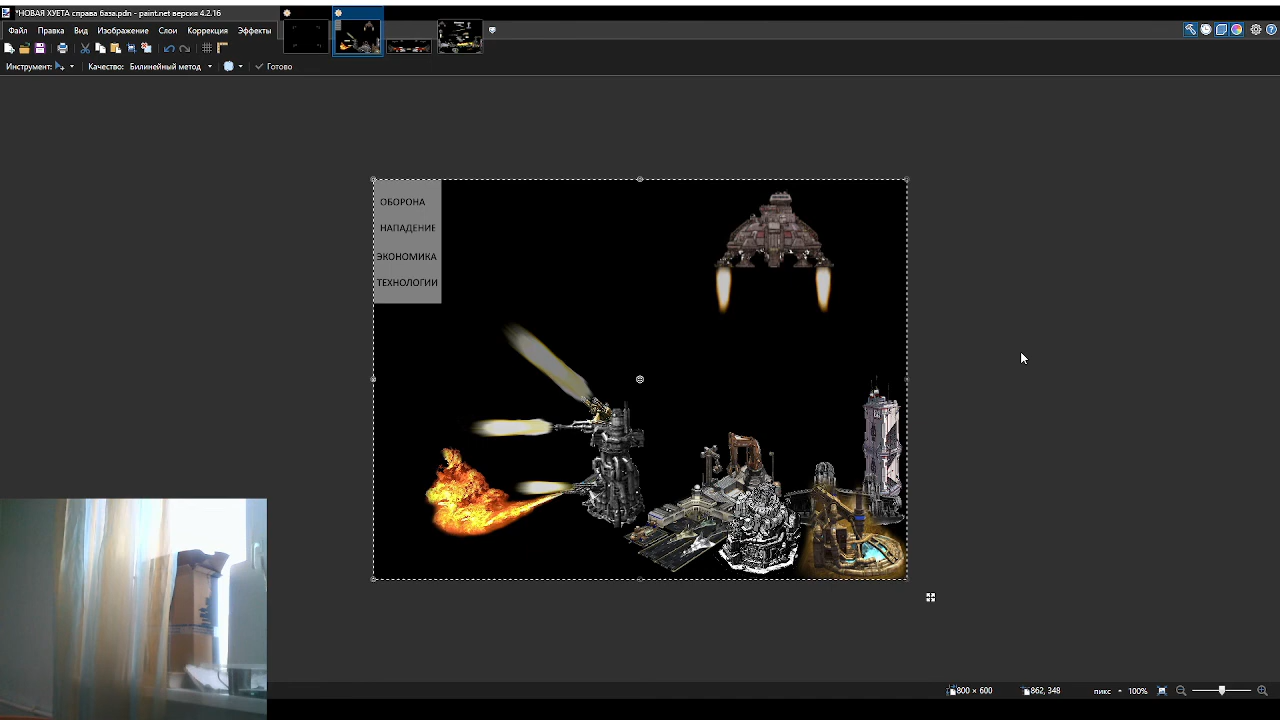 *НОВАЯ ХУЕТА справа база.pdn - paint.net версия 4.2.16
Файл Правка Вид Изображение Слои Коррекция Эффекты
Инструмент: Качество: Билинейный метод Готово
ОБОРОНА
НАПАДЕНИЕ
ЭКОНОМИКА
ТЕХНОЛОГИИ
800 × 600 862, 348 пикс 100%